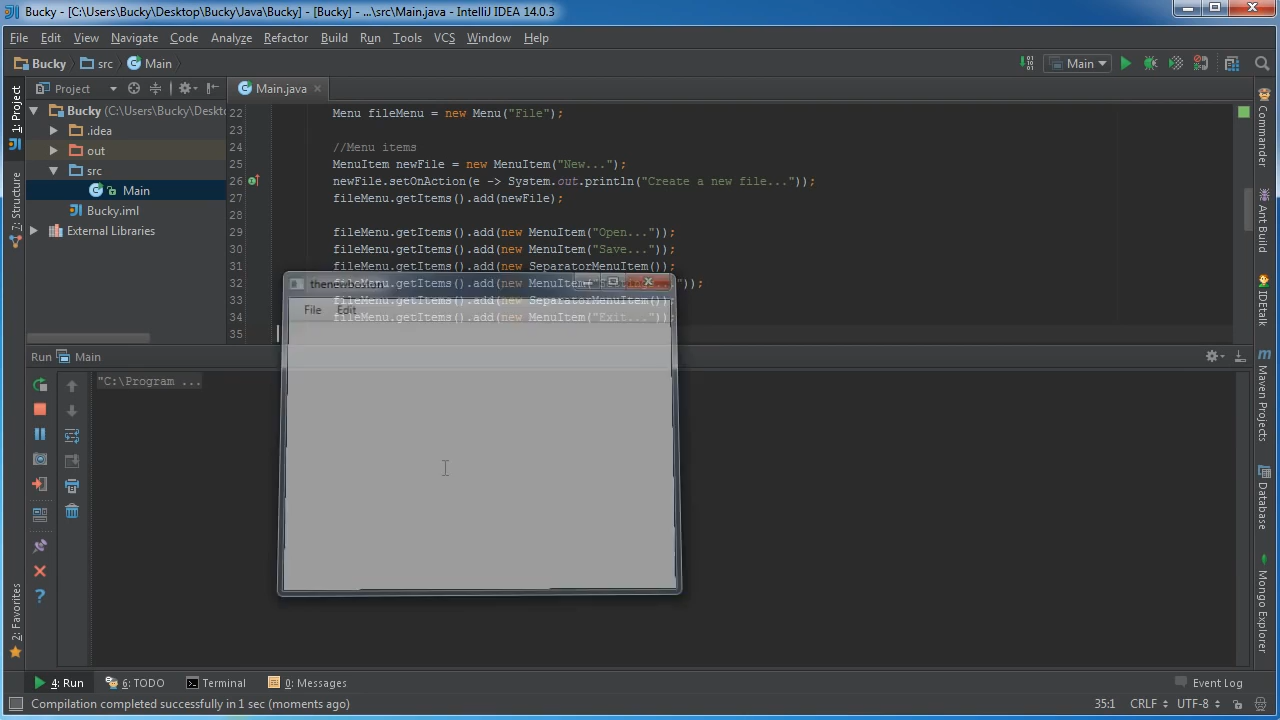 Bucky - [C:\Users\Bucky\Desktop\Bucky\Java\Bucky] - [Bucky] - ...\src\Main.java - IntelliJ IDEA 14.0.3
File Edit View Navigate Code Analyze Refactor Build Run Tools VCS Window Help
Bucky src Main
Main
1: Project
7: Structure
2: Favorites
Project
Bucky (C:\Users\Bucky\Deskto
.idea
out
src
Main
Bucky.iml
External Libraries
Main.java
22 Menu fileMenu = new Menu("File");
23
24 //Menu items
25 MenuItem newFile = new MenuItem("New...");
26 newFile.setOnAction(e -> System.out.println("Create a new file..."));
27 fileMenu.getItems().add(newFile);
28
29 fileMenu.getItems().add(new MenuItem("Open..."));
30 fileMenu.getItems().add(new MenuItem("Save..."));
31 fileMenu.getItems().add(new SeparatorMenuItem());
32 fileMenu.getItems().add(new MenuItem("
33 fileMenu.getItems().add(new SeparatorMenuItem());
34 fileMenu.getItems().add(new MenuItem("Exit..."));
35
File Edit
Run Main
"C:\Program ...
Commander
Ant Build
IDEtalk
Maven Projects
Database
Mongo Explorer
4: Run 6: TODO Terminal 0: Messages Event Log
Compilation completed successfully in 1 sec (moments ago) 35:1 CRLF UTF-8